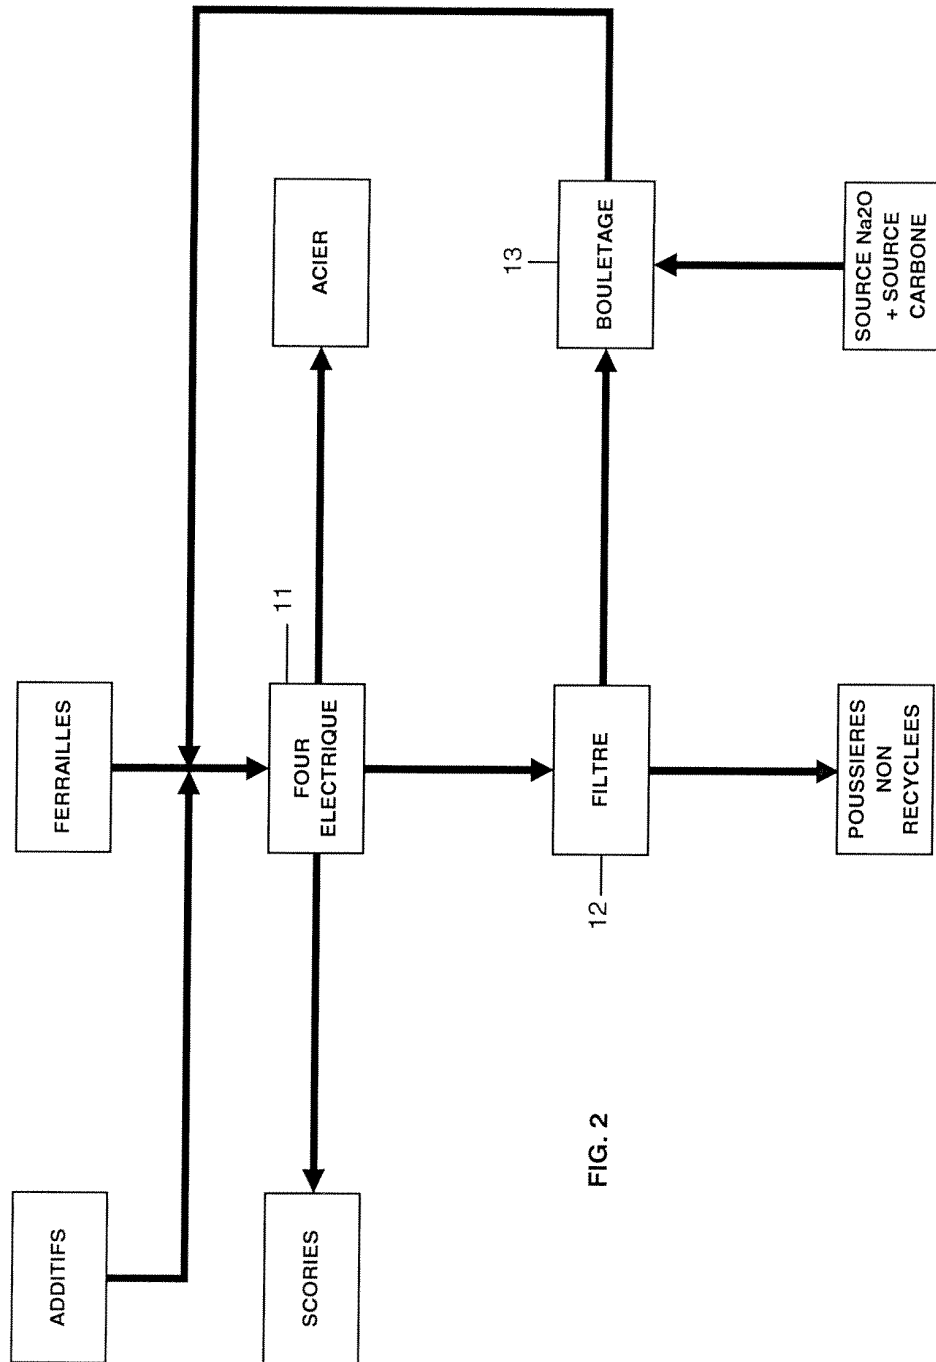 ADDITIFS
FERRAILLES
SCORIES
11
FOUR
ELECTRIQUE
ACIER
12
FILTRE
13
BOULETAGE
POUSSIERES
NON
RECYCLEES
SOURCE Na2O
+ SOURCE
CARBONE
FIG. 2